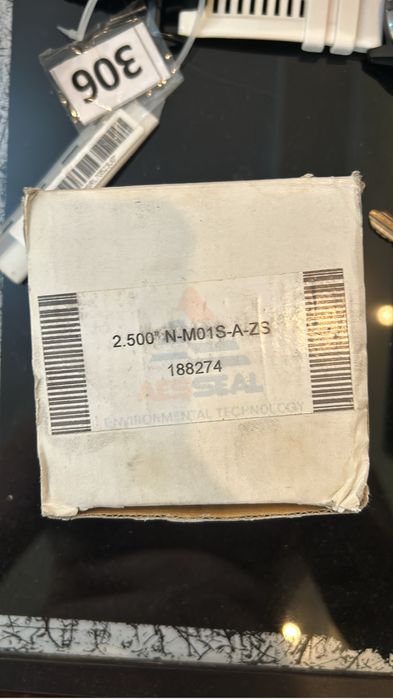 306
2.500" N-M01S-A-ZS
188274
AESSEAL
ENVIRONMENTAL TECHNOLOGY